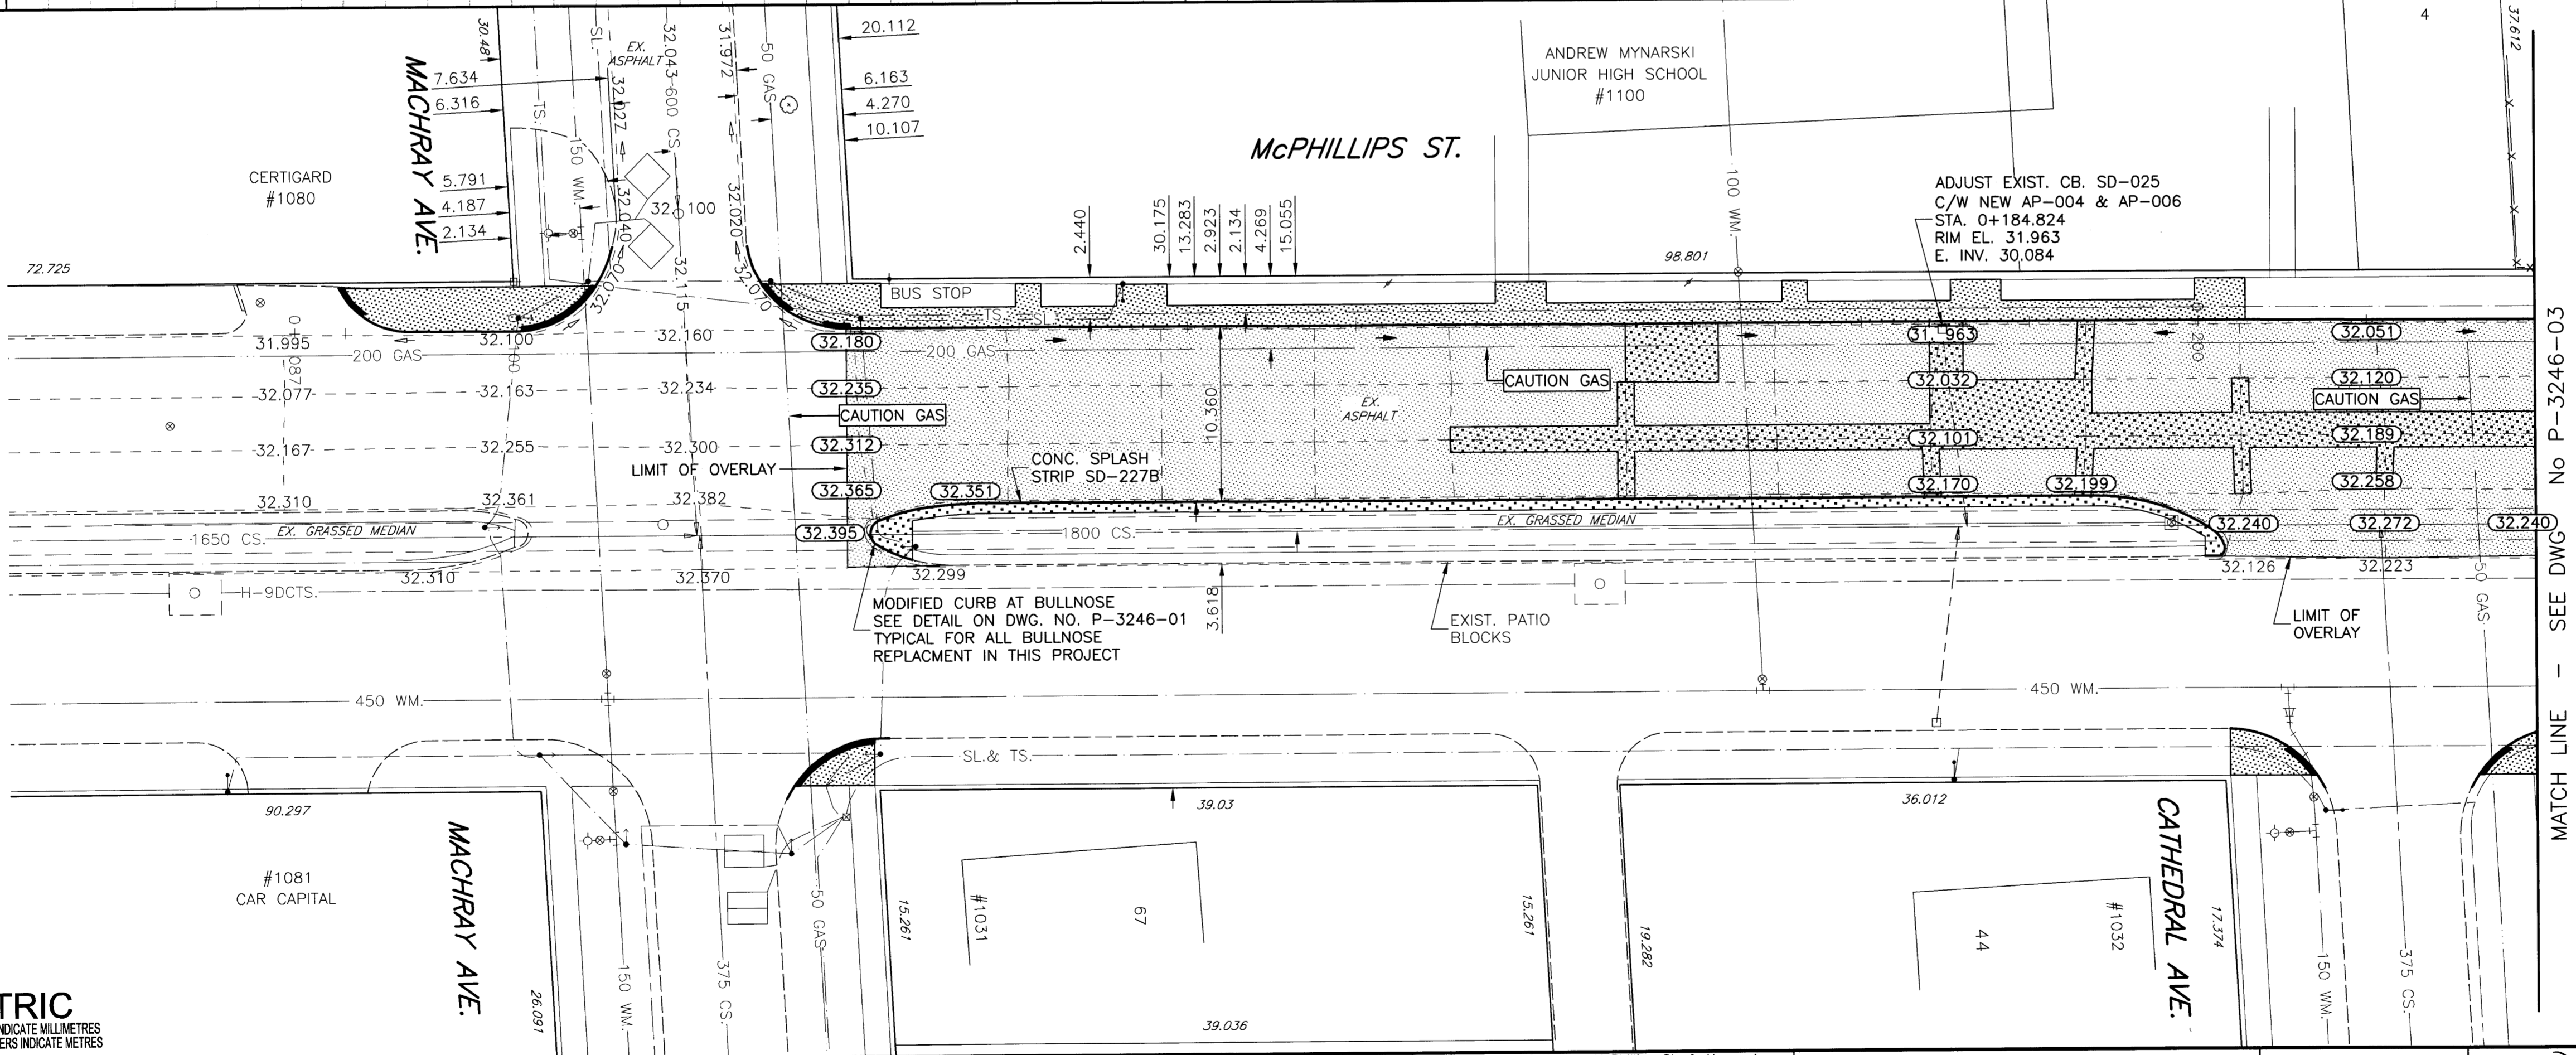 30.481
SL.
EX.
ASPHALT
32.043
600 CS.
31.972
50 GAS
20.112
ANDREW MYNARSKI
JUNIOR HIGH SCHOOL
#1100
4
37.612
MACHRAY AVE.
7.634
6.316
TS.
150 WM.
32.027
6.163
4.270
10.107
McPHILLIPS ST.
100 WM.
CERTIGARD
#1080
5.791
4.187
2.134
32.040
32.100
32.020
2.440
30.175
13.283
2.923
2.134
4.269
15.055
ADJUST EXIST. CB. SD-025
C/W NEW AP-004 & AP-006
STA. 0+184.824
RIM EL. 31.963
E. INV. 30.084
72.725
98.801
32.070
32.115
32.070
BUS STOP
TS.
SL.
31.995
32.100
32.160
32.180
31.963
32.051
200 GAS
200 GAS
200
0+087
32.077
32.163
32.234
32.235
CAUTION GAS
32.032
32.120
CAUTION GAS
CAUTION GAS
10.360
EX.
ASPHALT
32.167
32.255
32.300
32.312
32.101
32.189
LIMIT OF OVERLAY
CONC. SPLASH
STRIP SD-227B
32.310
32.361
32.382
32.365
32.351
32.170
32.199
32.258
1650 CS.
EX. GRASSED MEDIAN
32.395
1800 CS.
EX. GRASSED MEDIAN
32.240
32.272
32.240
32.310
32.370
32.299
32.126
32.223
50 GAS
H-9DCTS.
MODIFIED CURB AT BULLNOSE
SEE DETAIL ON DWG. NO. P-3246-01
TYPICAL FOR ALL BULLNOSE
REPLACMENT IN THIS PROJECT
3.618
EXIST. PATIO
BLOCKS
LIMIT OF
OVERLAY
MATCH LINE - SEE DWG No P-3246-03
450 WM.
450 WM.
SL.& TS.
90.297
39.03
36.012
MACHRAY AVE.
CATHEDRAL AVE.
#1081
CAR CAPITAL
50 GAS
15.261
#1031
67
15.261
19.282
44
#1032
17.374
26.091
150 WM.
375 CS.
150 WM.
375 CS.
39.036
TRIC
NDICATE MILLIMETRES
ERS INDICATE METRES